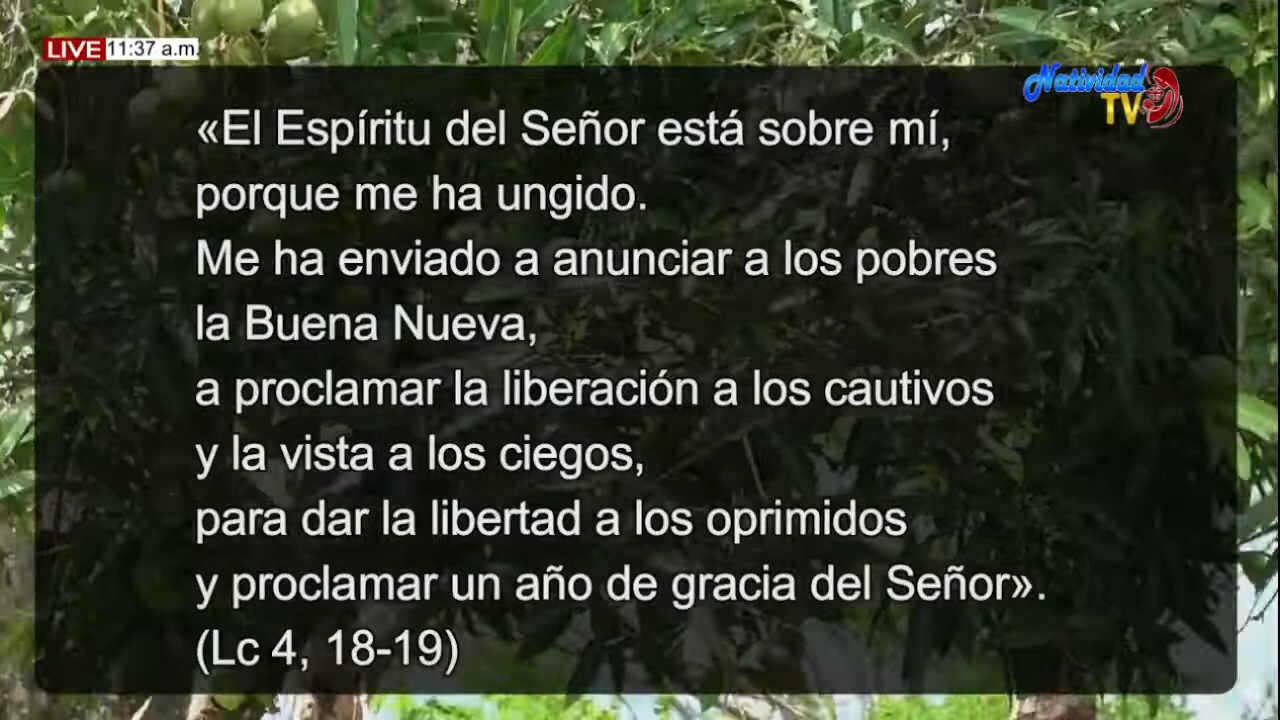 LIVE 11:37 a.m.
Natividad
TV
«El Espíritu del Señor está sobre mí,
porque me ha ungido.
Me ha enviado a anunciar a los pobres
la Buena Nueva,
a proclamar la liberación a los cautivos
y la vista a los ciegos,
para dar la libertad a los oprimidos
y proclamar un año de gracia del Señor».
(Lc 4, 18-19)